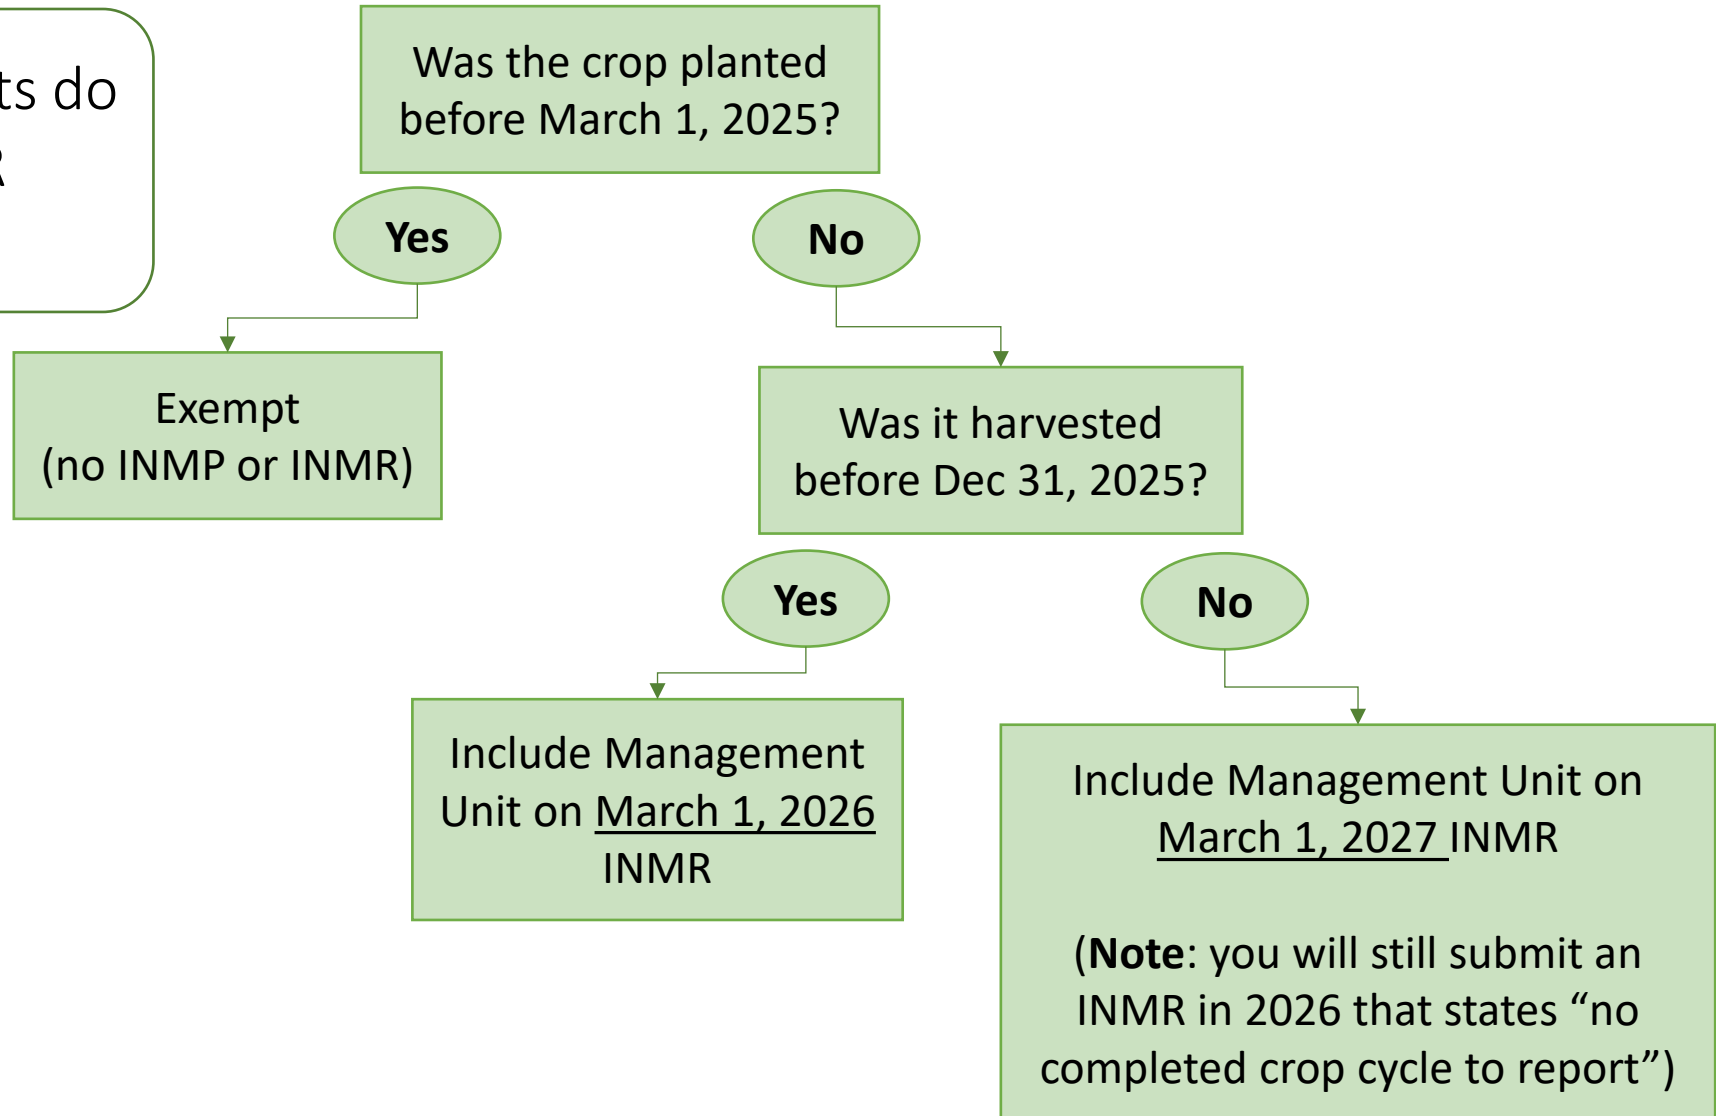 ts do
R
Was the crop planted
before March 1, 2025?
Yes
No
Exempt
(no INMP or INMR)
Was it harvested
before Dec 31, 2025?
Yes
No
Include Management
Unit on March 1, 2026
INMR
Include Management Unit on
March 1, 2027 INMR
(Note: you will still submit an
INMR in 2026 that states “no
completed crop cycle to report”)